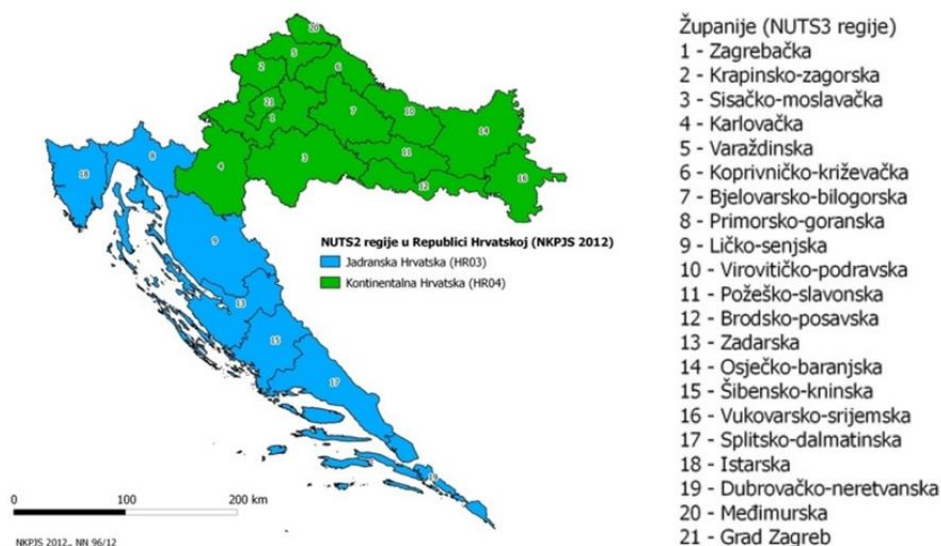 Županije (NUTS3 regije)
1 - Zagrebačka
2 - Krapinsko-zagorska
3 - Sisačko-moslavačka
4 - Karlovačka
5 - Varaždinska
6 - Koprivničko-križevačka
7 - Bjelovarsko-bilogorska
8 - Primorsko-goranska
9 - Ličko-senjska
10 - Virovitičko-podravska
11 - Požeško-slavonska
12 - Brodsko-posavska
13 - Zadarska
14 - Osječko-baranjska
15 - Šibensko-kninska
16 - Vukovarsko-srijemska
17 - Splitsko-dalmatinska
18 - Istarska
19 - Dubrovačko-neretvanska
20 - Međimurska
21 - Grad Zagreb
20
5
2
6
21
1
7
10
14
8
18
4
3
11
12
16
9
13
15
17
19
NUTS2 regije u Republici Hrvatskoj (NKPJS 2012)
Jadranska Hrvatska (HR03)
Kontinentalna Hrvatska (HR04)
0 100 200 km
NKPJS 2012., NN 96/12